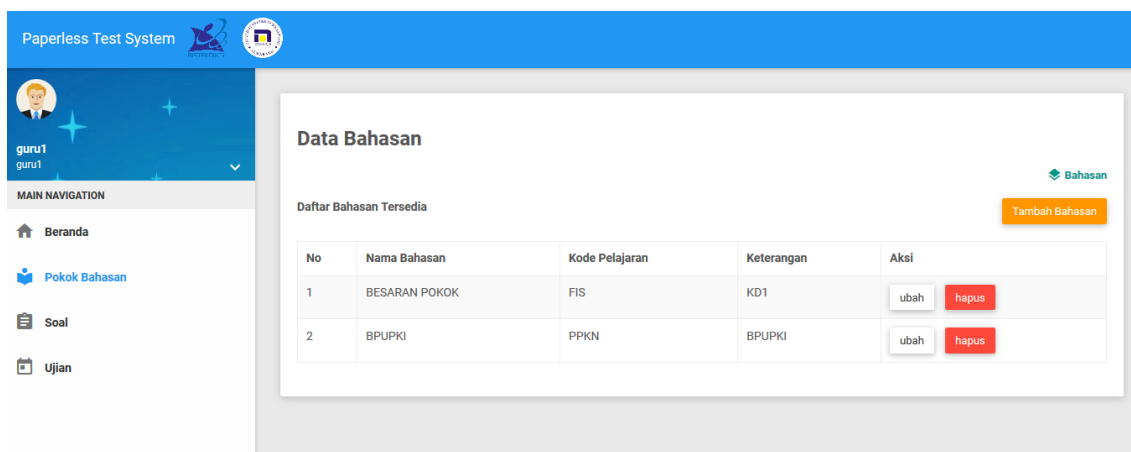 Paperless Test System
guru1
guru1
MAIN NAVIGATION
Beranda
Pokok Bahasan
Soal
Ujian
Data Bahasan
Bahasan
Daftar Bahasan Tersedia
Tambah Bahasan
No Nama Bahasan Kode Pelajaran Keterangan Aksi
1 BESARAN POKOK FIS KD1 ubah hapus
2 BPUPKI PPKN BPUPKI ubah hapus